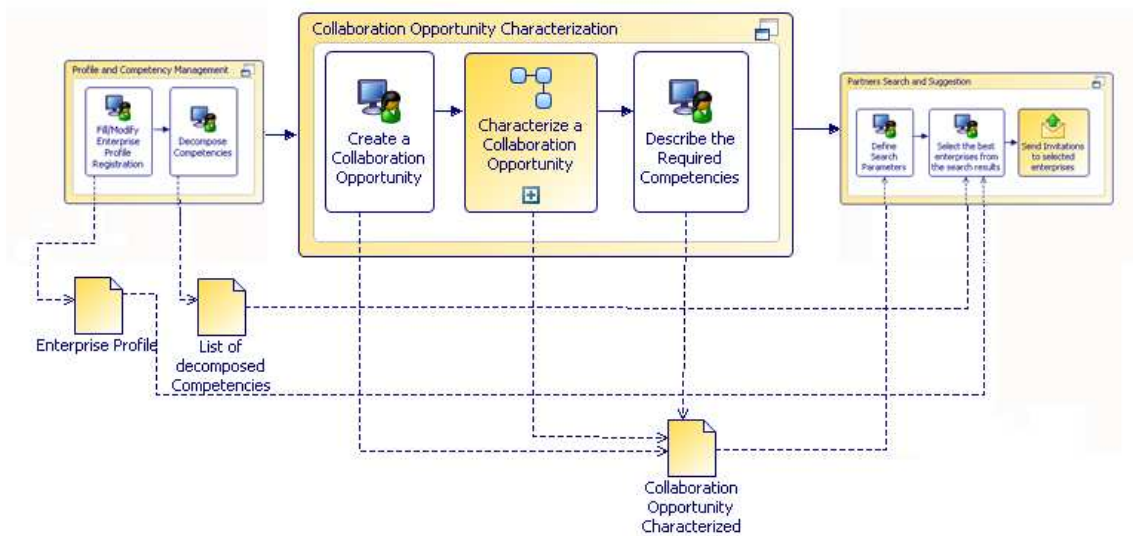 Collaboration Opportunity Characterization
Profile and Competency Management
Fill/Modify
Enterprise
Profile
Registration
Decompose
Competencies
Create a
Collaboration
Opportunity
Characterize a
Collaboration
Opportunity
Describe the
Required
Competencies
Partners Search and Suggestion
Define
Search
Parameters
Select the best
enterprises from
the search results
Send Invitations
to selected
enterprises
Enterprise Profile
List of
decomposed
Competencies
Collaboration
Opportunity
Characterized